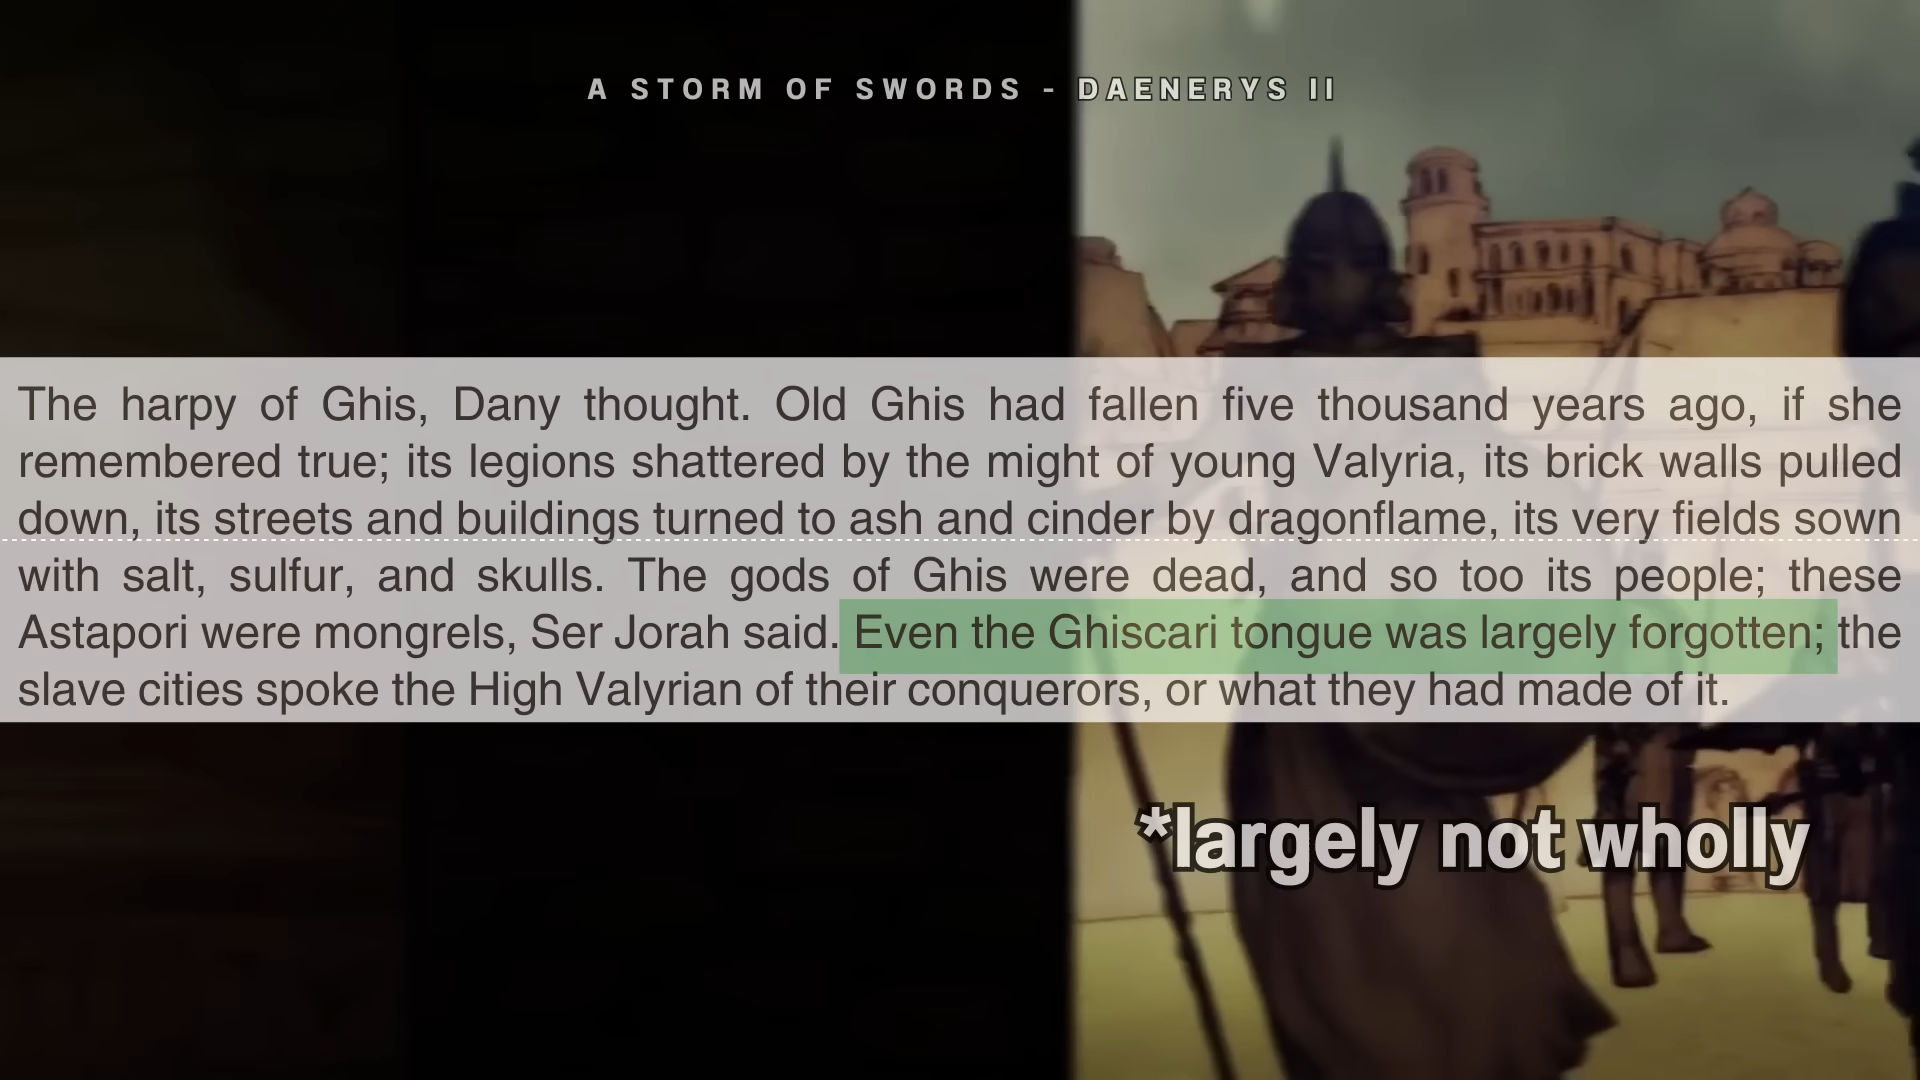 A STORM OF SWORDS - DAENERYS II
The harpy of Ghis, Dany thought. Old Ghis had fallen five thousand years ago, if she
remembered true; its legions shattered by the might of young Valyria, its brick walls pulled
down, its streets and buildings turned to ash and cinder by dragonflame, its very fields sown
with salt, sulfur, and skulls. The gods of Ghis were dead, and so too its people; these
Astapori were mongrels, Ser Jorah said. Even the Ghiscari tongue was largely forgotten; the
slave cities spoke the High Valyrian of their conquerors, or what they had made of it.
*largely not wholly